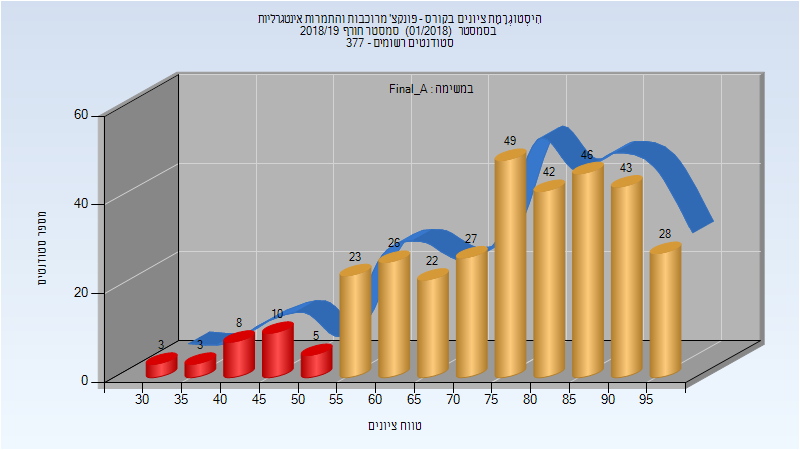 היסטוגרמת ציונים בקורס - פונקצ' מרוכבות והתמרות אינטגרליות
בסמסטר (01/2018) סמסטר חורף 2018/19
סטודנטים רשומים - 377
במשימה : Final_A
מספר סטודנטים
60
40
20
0
3
3
8
10
5
23
26
22
27
49
42
46
43
28
30 35 40 45 50 55 60 65 70 75 80 85 90 95
טווח ציונים